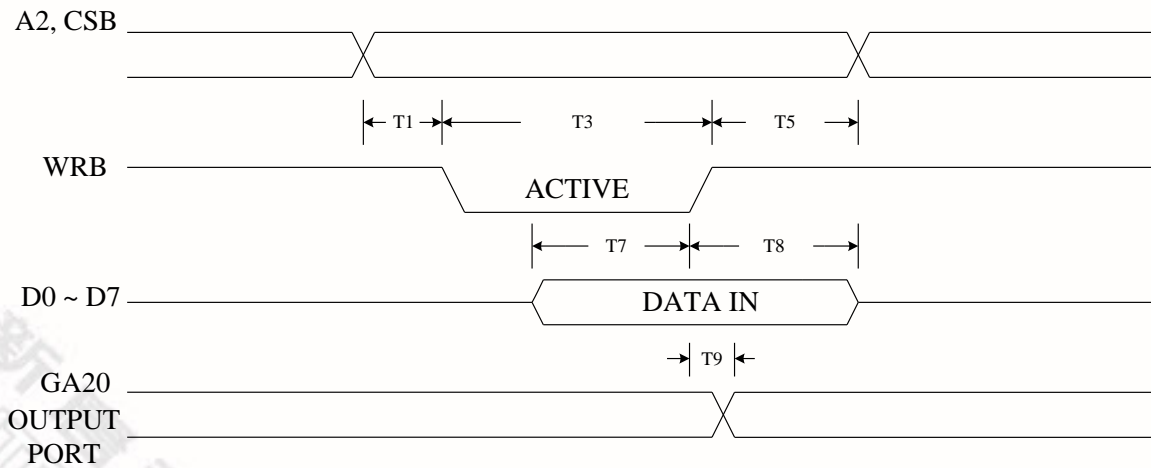 A2, CSB
T1 T3 T5
WRB
ACTIVE
T7 T8
D0 ~ D7
DATA IN
T9
GA20
OUTPUT
PORT